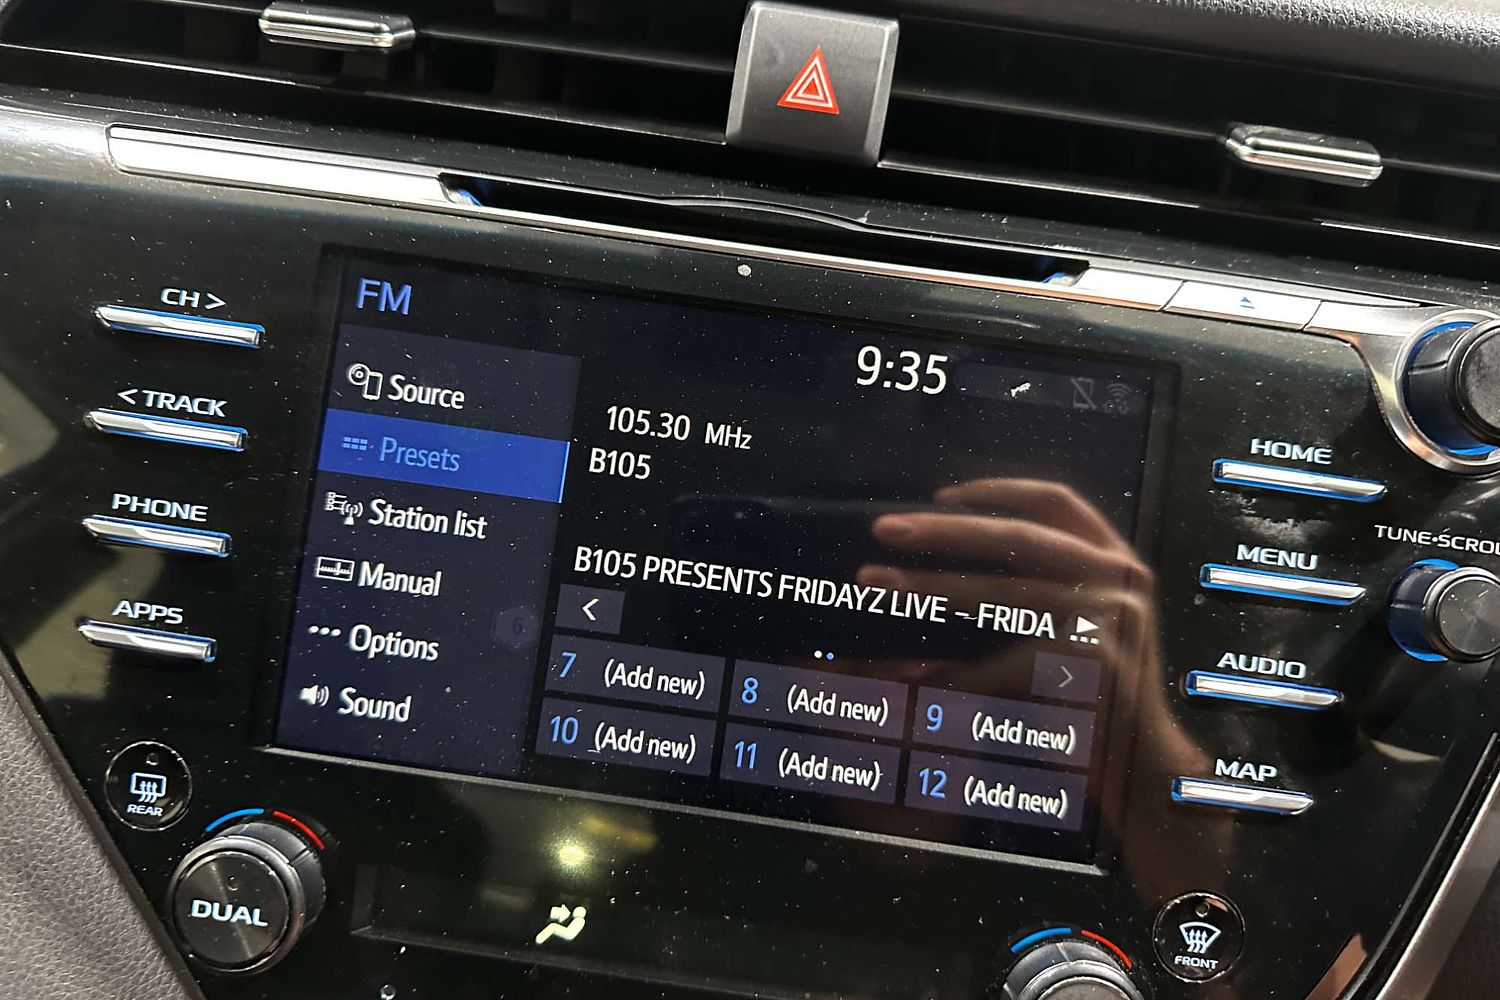 CH >
< TRACK
PHONE
APPS
REAR
DUAL
FM
9:35
Source
Presets
Station list
Manual
Options
Sound
105.30 MHz
B105
B105 PRESENTS FRIDAYZ LIVE – FRIDA
<
>
7 (Add new)
8 (Add new)
9 (Add new)
10 (Add new)
11 (Add new)
12 (Add new)
HOME
TUNE•SCROL
MENU
AUDIO
MAP
FRONT